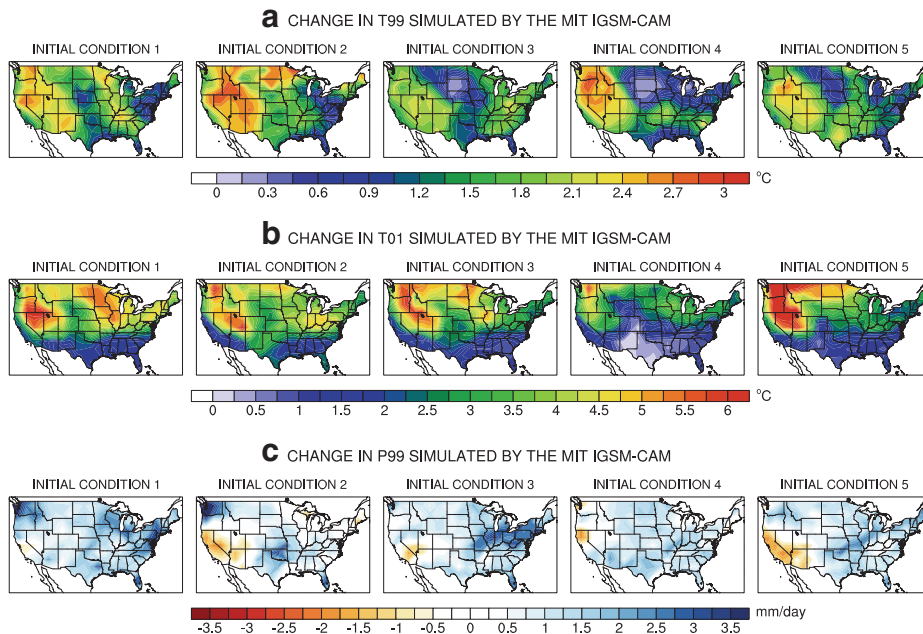 a CHANGE IN T99 SIMULATED BY THE MIT IGSM-CAM
INITIAL CONDITION 1 INITIAL CONDITION 2 INITIAL CONDITION 3 INITIAL CONDITION 4 INITIAL CONDITION 5
°C
0 0.3 0.6 0.9 1.2 1.5 1.8 2.1 2.4 2.7 3
b CHANGE IN T01 SIMULATED BY THE MIT IGSM-CAM
INITIAL CONDITION 1 INITIAL CONDITION 2 INITIAL CONDITION 3 INITIAL CONDITION 4 INITIAL CONDITION 5
°C
0 0.5 1 1.5 2 2.5 3 3.5 4 4.5 5 5.5 6
c CHANGE IN P99 SIMULATED BY THE MIT IGSM-CAM
INITIAL CONDITION 1 INITIAL CONDITION 2 INITIAL CONDITION 3 INITIAL CONDITION 4 INITIAL CONDITION 5
mm/day
-3.5 -3 -2.5 -2 -1.5 -1 -0.5 0 0.5 1 1.5 2 2.5 3 3.5